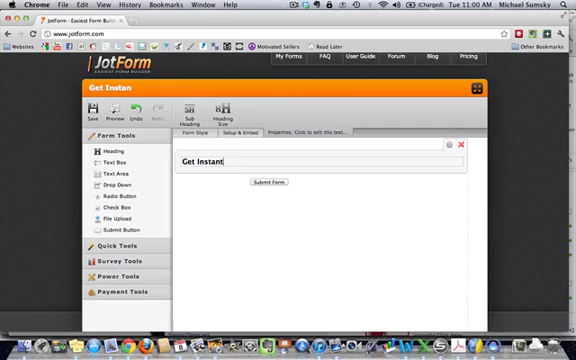 Chrome File Edit View History Bookmarks Window Help (Charged) Tue 11:00 AM Michael Sumsky
JotForm - Easiest Form Bui
www.jotform.com
Websites Motivated Sellers Read Later Other Bookmarks
JotForm
EASIEST FORM BUILDER
My Forms FAQ User Guide Forum Blog Pricing
Get Instan
Save Preview Undo Redo Sub Heading Heading Size
Form Tools
Form Style Setup & Embed Properties: Click to edit this text...
Heading
Text Box
Text Area
Drop Down
Radio Button
Check Box
File Upload
Submit Button
Get Instant
Submit Form
Quick Tools
Survey Tools
Power Tools
Payment Tools